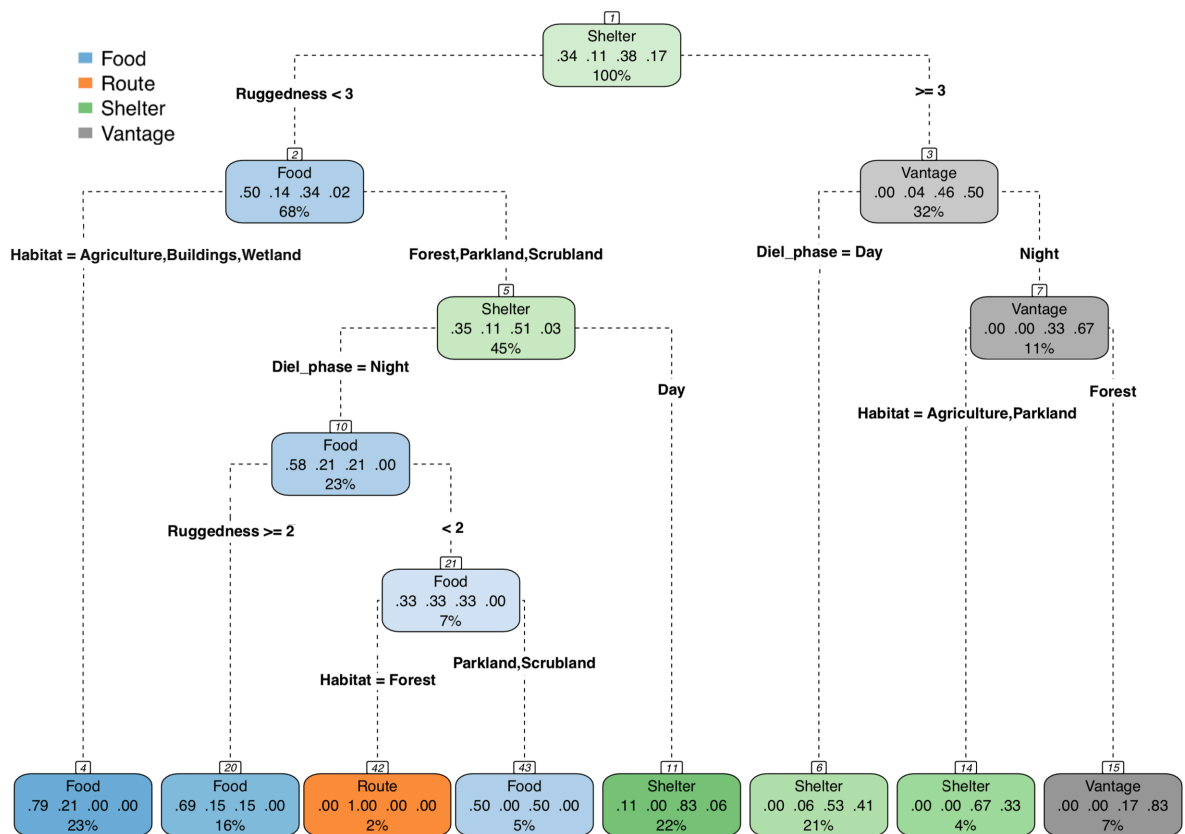 1
Shelter
.34 .11 .38 .17
100%
Food
Route
Shelter
Vantage
Ruggedness < 3
>= 3
2
Food
.50 .14 .34 .02
68%
3
Vantage
.00 .04 .46 .50
32%
Habitat = Agriculture,Buildings,Wetland
Forest,Parkland,Scrubland
Diel_phase = Day
Night
5
Shelter
.35 .11 .51 .03
45%
7
Vantage
.00 .00 .33 .67
11%
Diel_phase = Night
Day
Habitat = Agriculture,Parkland
Forest
10
Food
.58 .21 .21 .00
23%
Ruggedness >= 2
< 2
21
Food
.33 .33 .33 .00
7%
Habitat = Forest
Parkland,Scrubland
4
Food
.79 .21 .00 .00
23%
20
Food
.69 .15 .15 .00
16%
42
Route
.00 1.00 .00 .00
2%
43
Food
.50 .00 .50 .00
5%
11
Shelter
.11 .00 .83 .06
22%
6
Shelter
.00 .06 .53 .41
21%
14
Shelter
.00 .00 .67 .33
4%
15
Vantage
.00 .00 .17 .83
7%